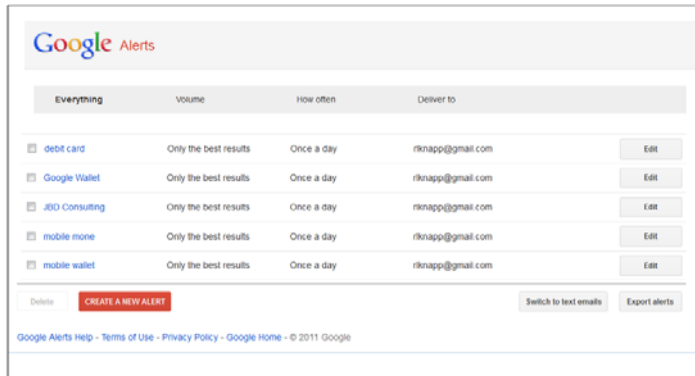 Google Alerts
Everything Volume How often Deliver to
debit card Only the best results Once a day rlknapp@gmail.com Edit
Google Wallet Only the best results Once a day rlknapp@gmail.com Edit
JBD Consulting Only the best results Once a day rlknapp@gmail.com Edit
mobile mone Only the best results Once a day rlknapp@gmail.com Edit
mobile wallet Only the best results Once a day rlknapp@gmail.com Edit
Delete CREATE A NEW ALERT Switch to text emails Export alerts
Google Alerts Help - Terms of Use - Privacy Policy - Google Home - © 2011 Google